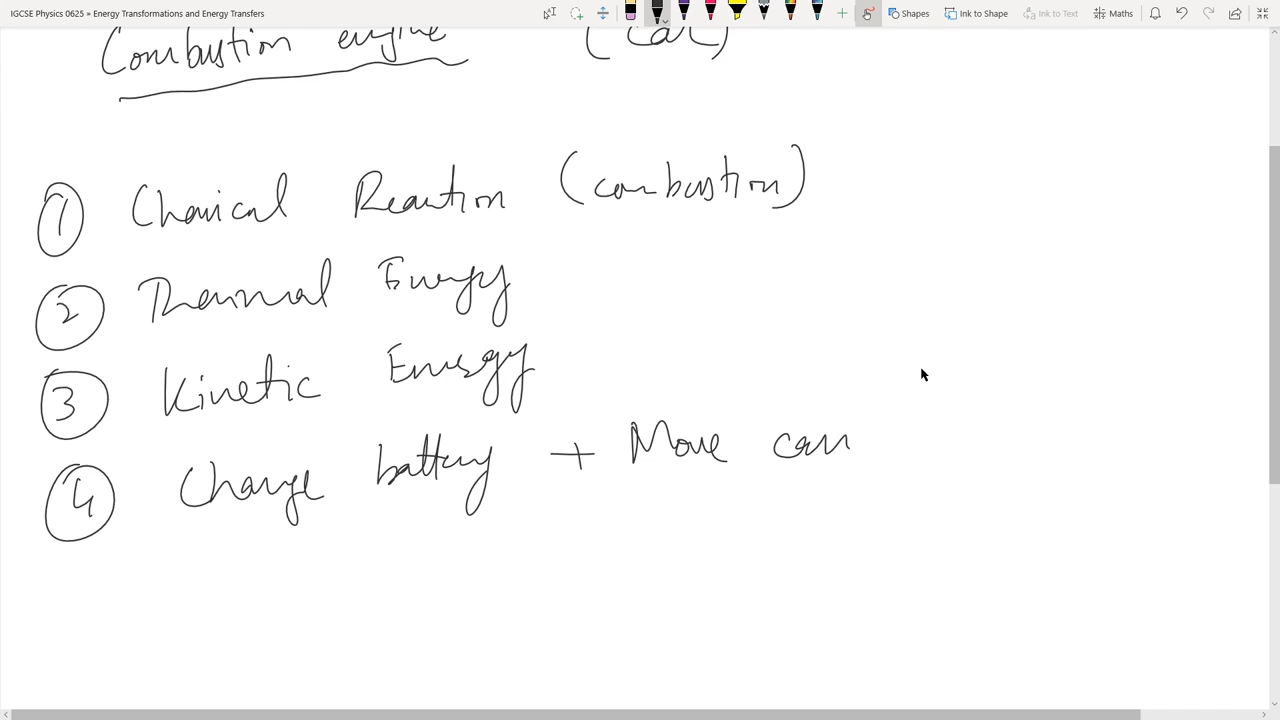 IGCSE Physics 0625 - Energy Transformations and Energy Transfers
Shapes
Ink to Shape
Ink to Text
Maths
Combustion engine (Car)
1 Chemical Reaction (combustion)
2 Thermal Energy
3 Kinetic Energy
4 Charge battery + Move car